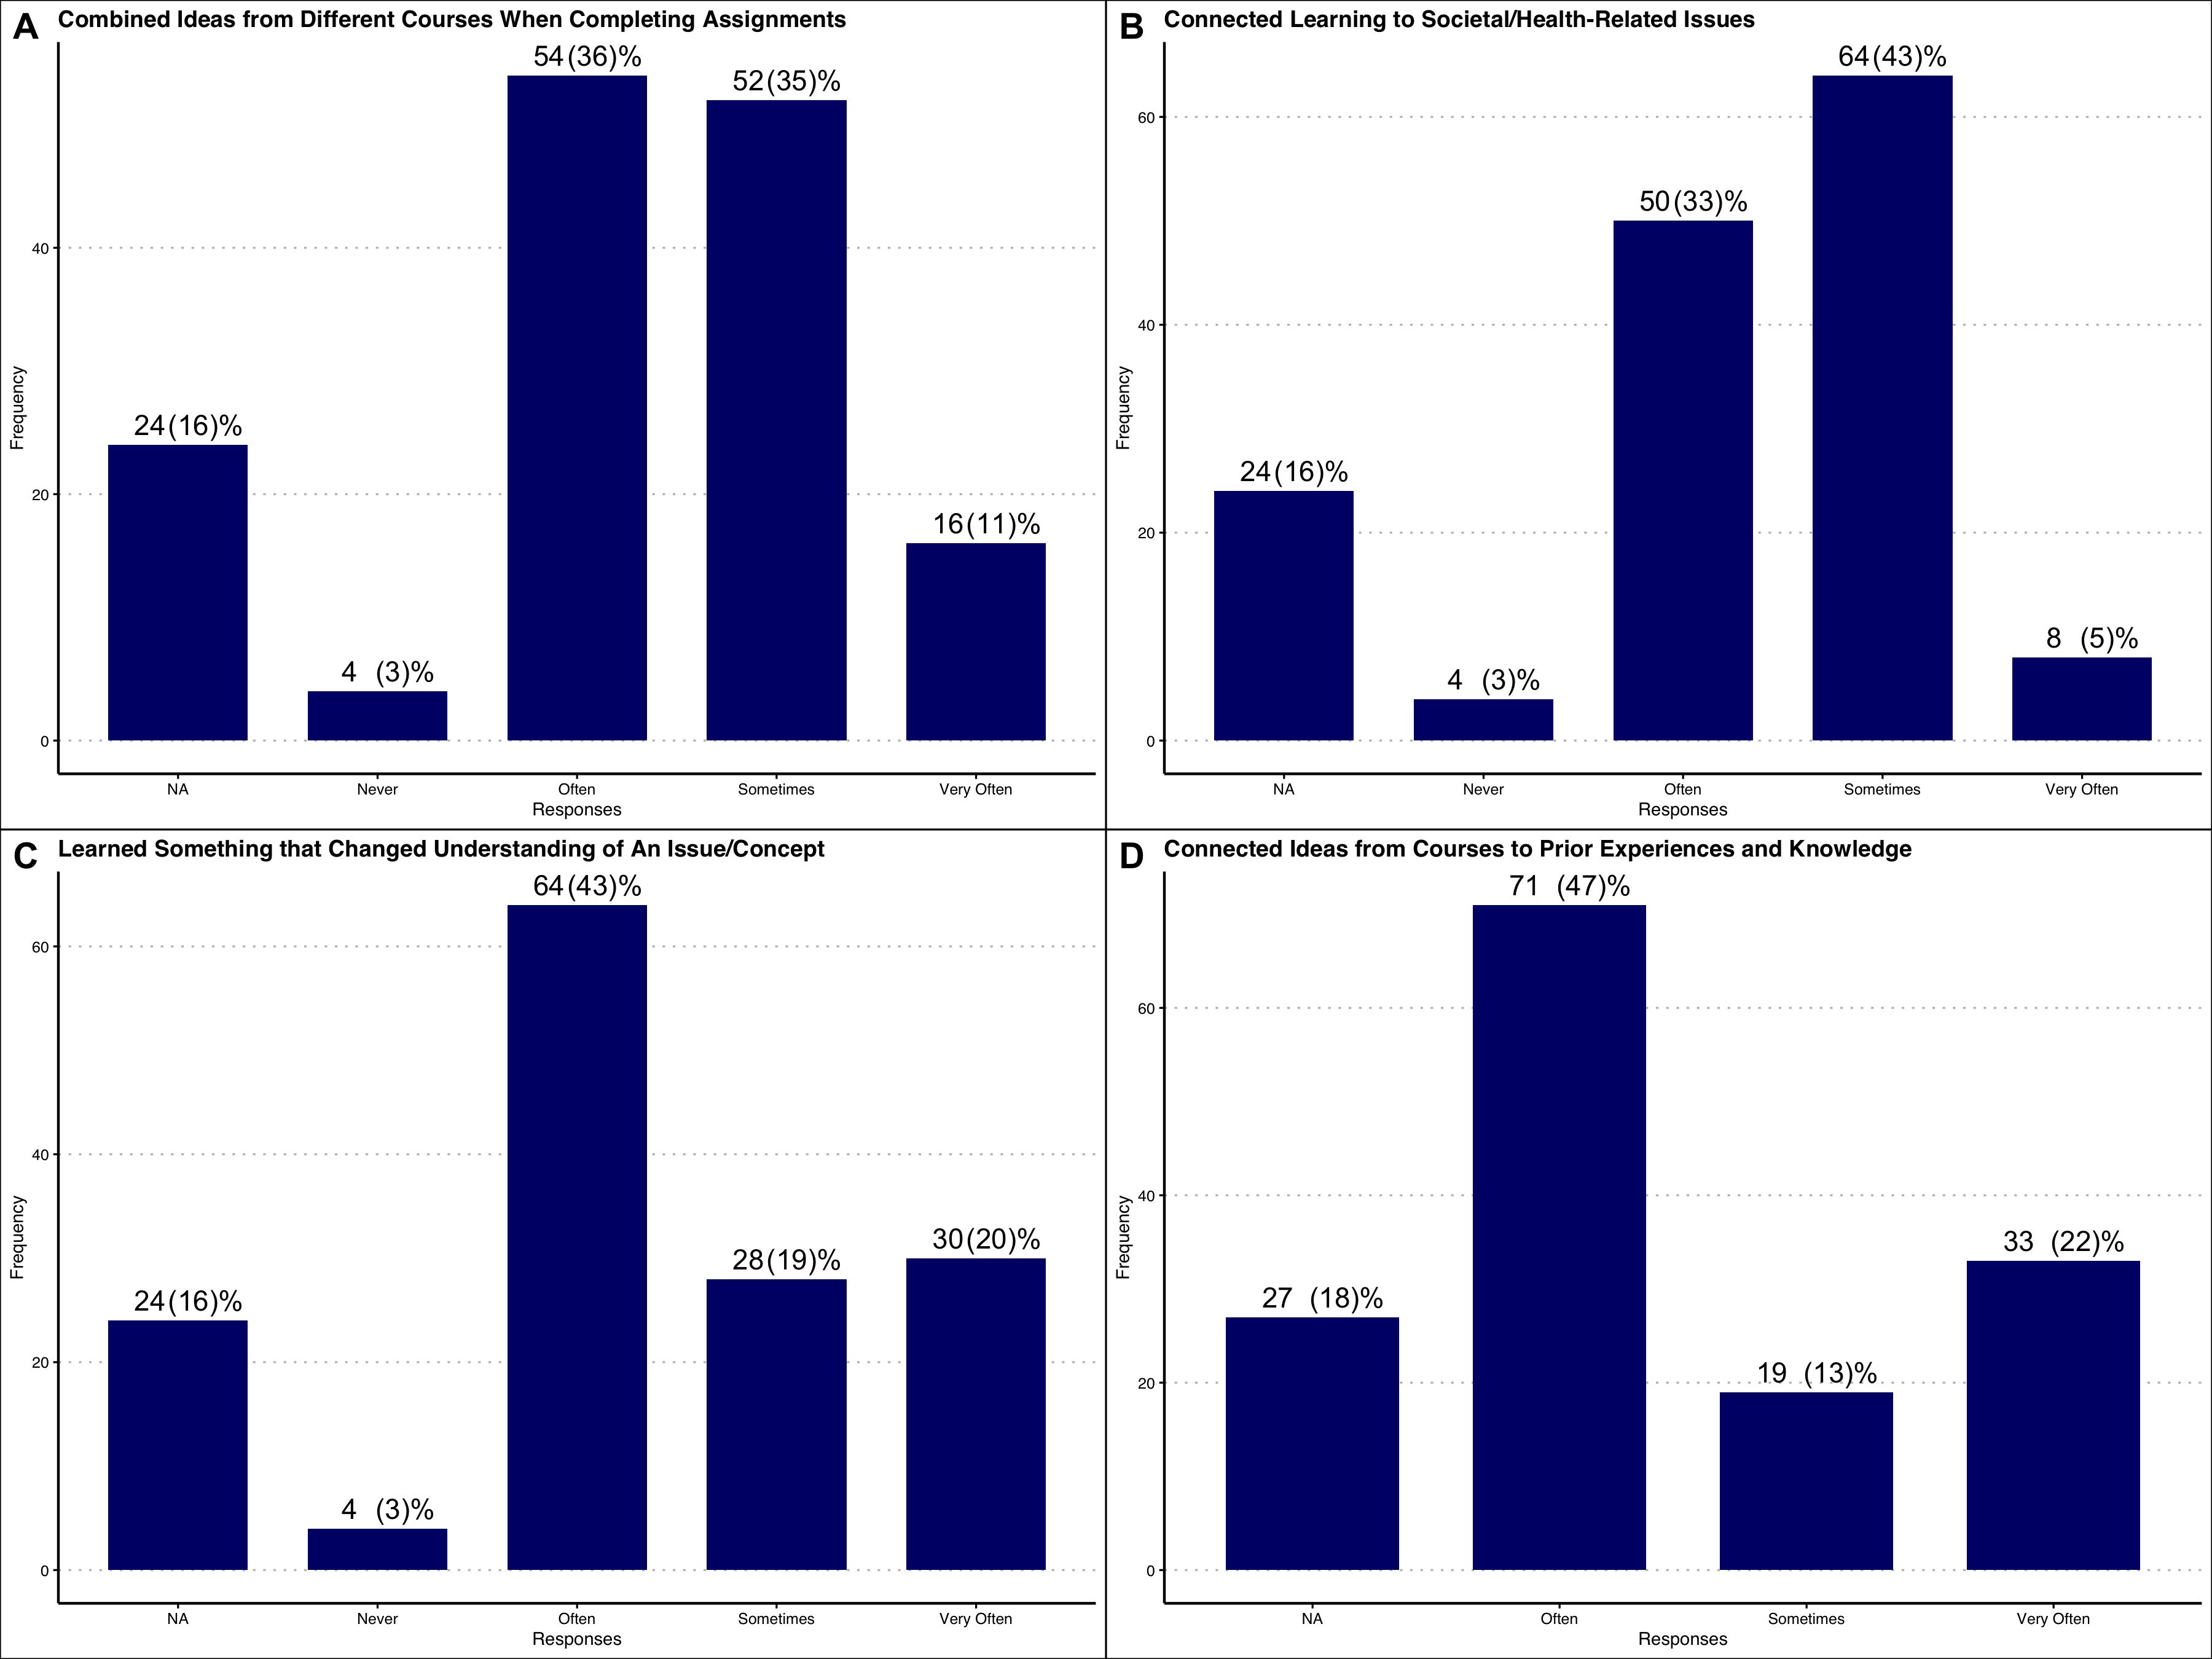 A Combined Ideas from Different Courses When Completing Assignments
54(36)%
52(35)%
40
Frequency
24(16)%
20
16(11)%
4 (3)%
0
NA Never Often Sometimes Very Often
Responses
B Connected Learning to Societal/Health-Related Issues
64(43)%
60
50(33)%
40
Frequency
24(16)%
20
8 (5)%
4 (3)%
0
NA Never Often Sometimes Very Often
Responses
C Learned Something that Changed Understanding of An Issue/Concept
64(43)%
60
40
Frequency
30(20)%
28(19)%
24(16)%
20
4 (3)%
0
NA Never Often Sometimes Very Often
Responses
D Connected Ideas from Courses to Prior Experiences and Knowledge
71 (47)%
60
40
Frequency
33 (22)%
27 (18)%
19 (13)%
20
0
NA Often Sometimes Very Often
Responses